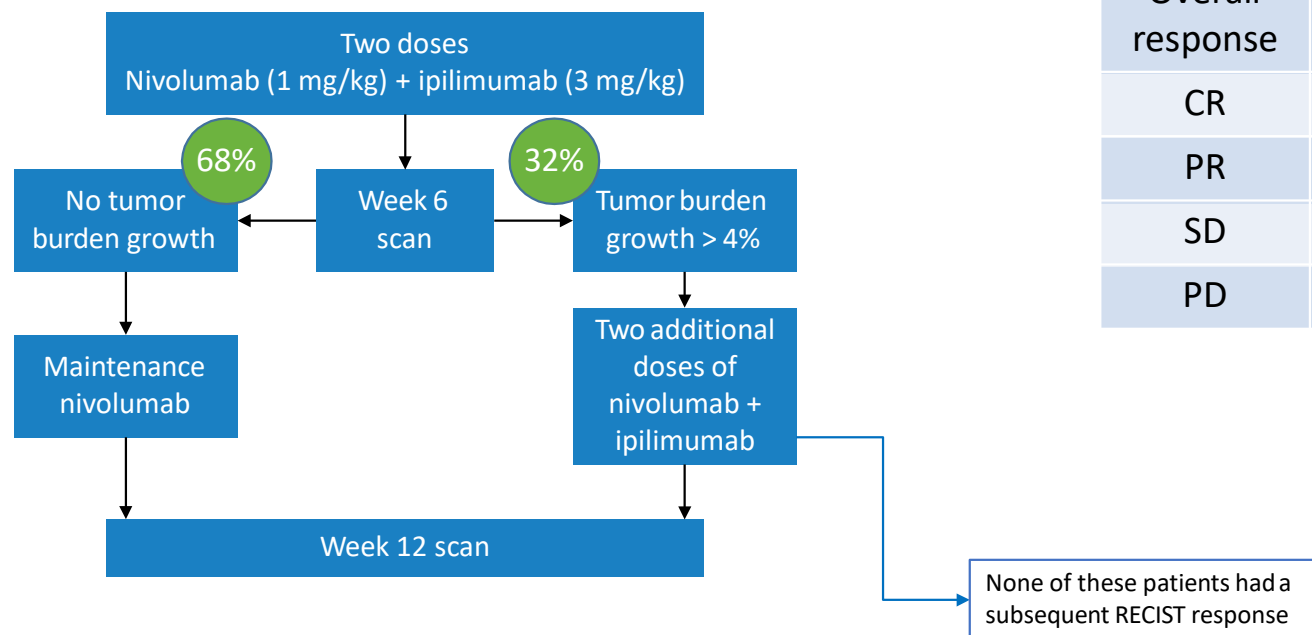 Two doses
Nivolumab (1 mg/kg) + ipilimumab (3 mg/kg)
68%
32%
No tumor
burden growth
Week 6
scan
Tumor burden
growth > 4%
Maintenance
nivolumab
Two additional
doses of
nivolumab +
ipilimumab
Week 12 scan
None of these patients had a
subsequent RECIST response
Overall
response
CR
PR
SD
PD